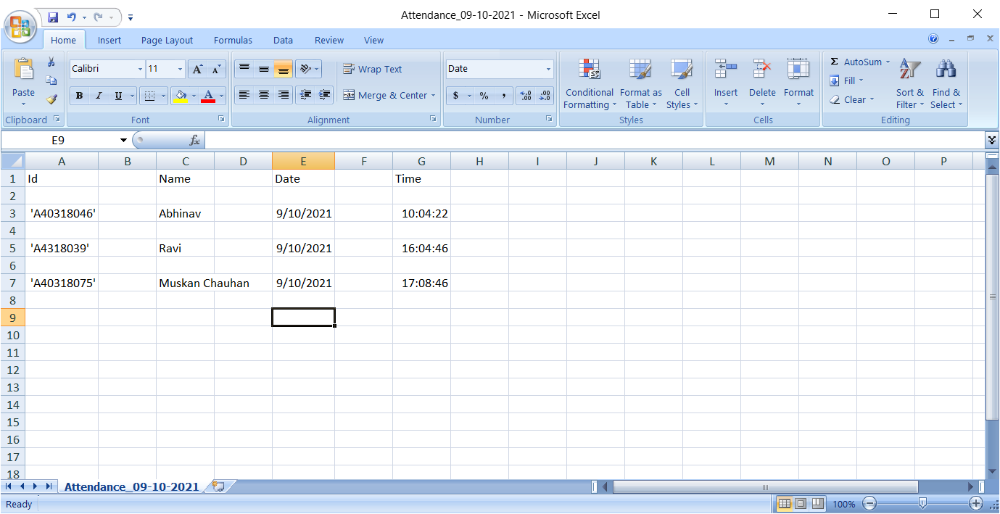 Attendance_09-10-2021 - Microsoft Excel
Home Insert Page Layout Formulas Data Review View
Calibri 11 Wrap Text Date Σ AutoSum
Paste B I U A Merge & Center $ % , Conditional Formatting Format as Table Cell Styles Insert Delete Format Fill Clear Sort & Filter Find & Select
Clipboard Font Alignment Number Styles Cells Editing
E9 fx
A B C D E F G H I J K L M N O P
1 Id Name Date Time
2
3 'A40318046' Abhinav 9/10/2021 10:04:22
4
5 'A4318039' Ravi 9/10/2021 16:04:46
6
7 'A40318075' Muskan Chauhan 9/10/2021 17:08:46
8
9
10
11
12
13
14
15
16
17
18
Attendance_09-10-2021
Ready 100%